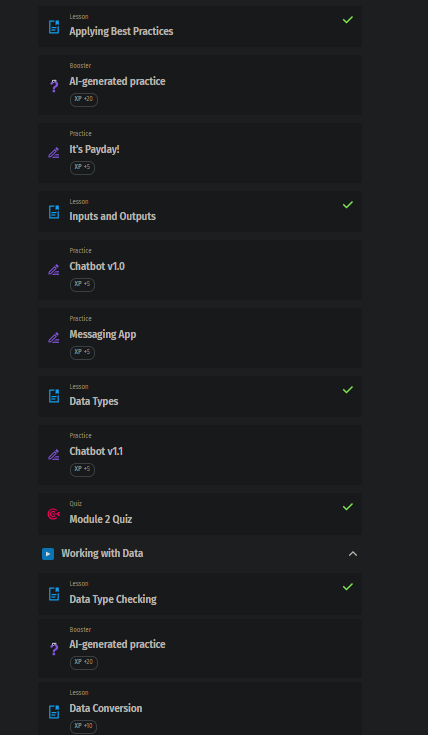 Lesson
Applying Best Practices
Booster
AI-generated practice
XP +20
Practice
It's Payday!
XP +5
Lesson
Inputs and Outputs
Practice
Chatbot v1.0
XP +5
Practice
Messaging App
XP +5
Lesson
Data Types
Practice
Chatbot v1.1
XP +5
Quiz
Module 2 Quiz
Working with Data
Lesson
Data Type Checking
Booster
AI-generated practice
XP +20
Lesson
Data Conversion
XP +10